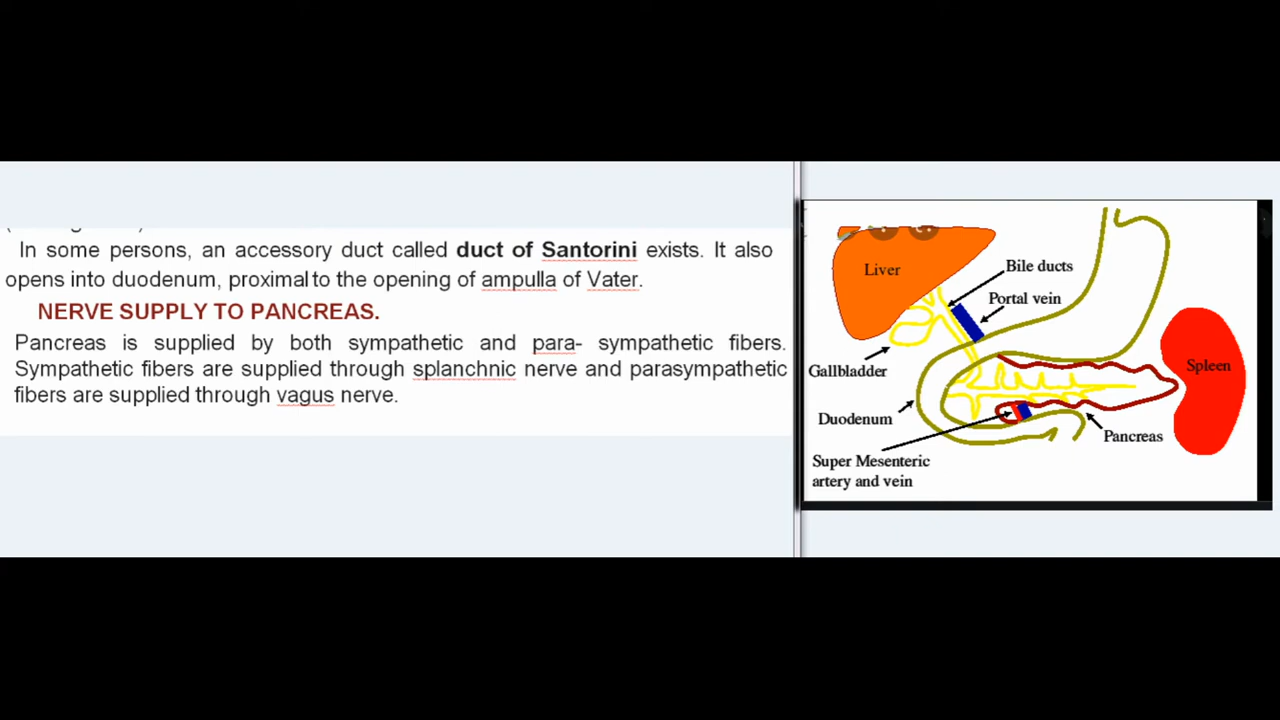 In some persons, an accessory duct called duct of Santorini exists. It also
opens into duodenum, proximal to the opening of ampulla of Vater.
NERVE SUPPLY TO PANCREAS.
Pancreas is supplied by both sympathetic and para- sympathetic fibers.
Sympathetic fibers are supplied through splanchnic nerve and parasympathetic
fibers are supplied through vagus nerve.
Liver
Bile ducts
Portal vein
Gallbladder
Spleen
Duodenum
Pancreas
Super Mesenteric
artery and vein